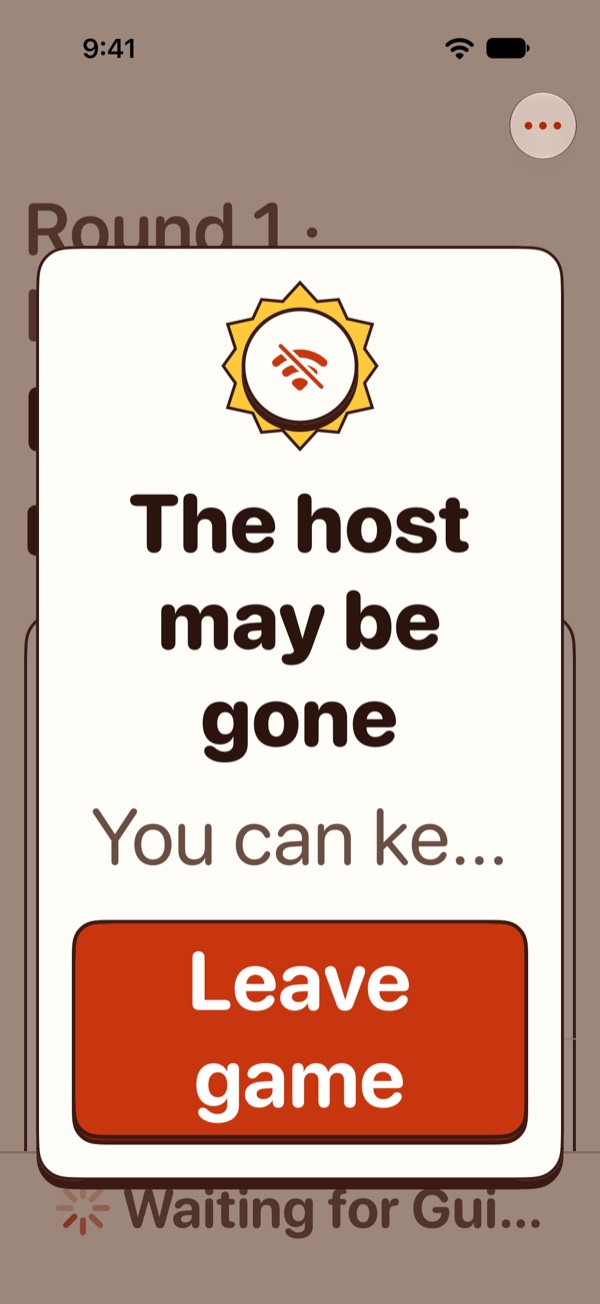 9:41
Round 1 ·
The host
may be
gone
You can ke...
Leave
game
Waiting for Gui...